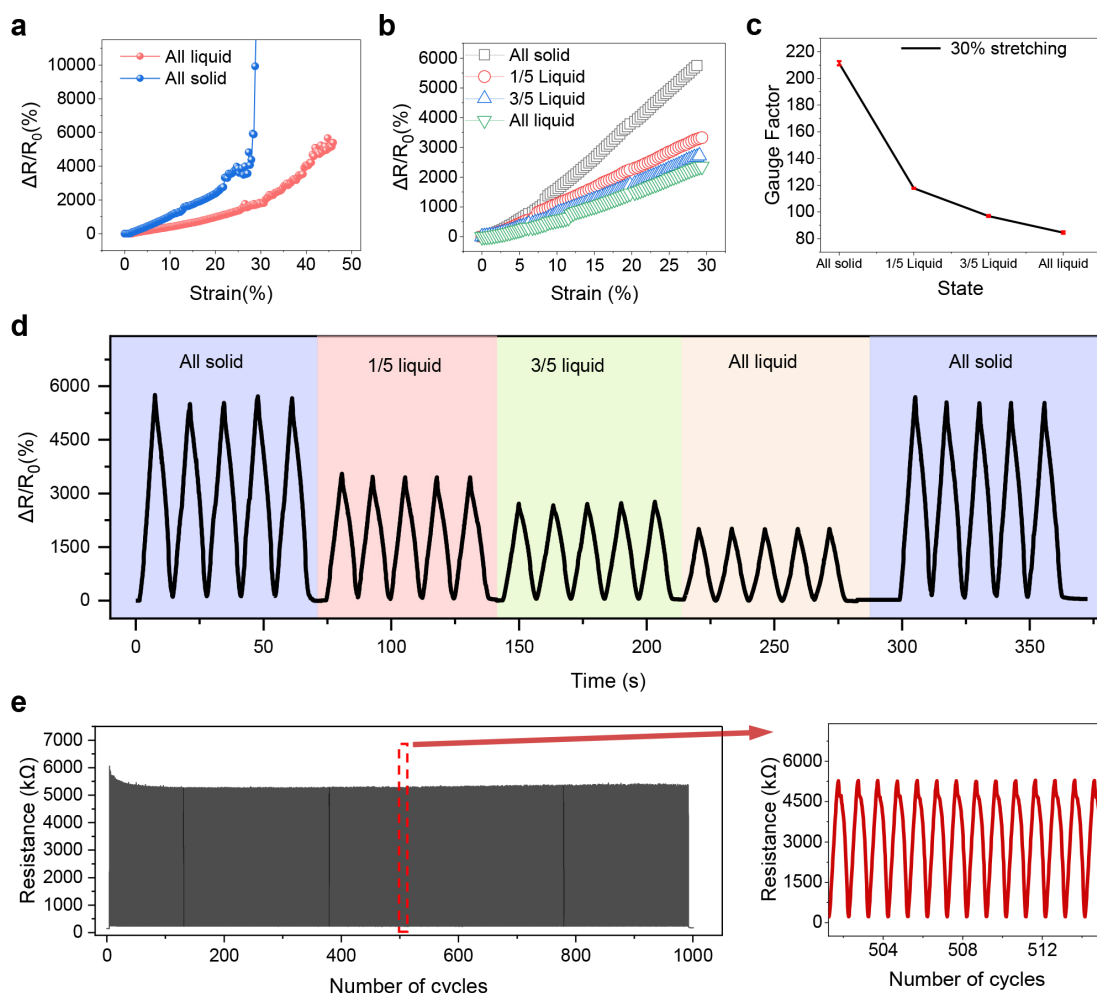 a
All liquid
All solid
10000
8000
6000
4000
2000
0
ΔR/R0(%)
0 10 20 30 40 50
Strain(%)
b
All solid
1/5 Liquid
3/5 Liquid
All liquid
6000
5000
4000
3000
2000
1000
0
ΔR/R0(%)
0 5 10 15 20 25 30
Strain (%)
c
30% stretching
220
200
180
160
140
120
100
80
Gauge Factor
All solid 1/5 Liquid 3/5 Liquid All liquid
State
d
All solid 1/5 liquid 3/5 liquid All liquid All solid
6000
4500
3000
1500
0
ΔR/R0(%)
0 50 100 150 200 250 300 350
Time (s)
e
7000
6000
5000
4000
3000
2000
1000
0
Resistance (kΩ)
0 200 400 600 800 1000
Number of cycles
6000
4500
3000
1500
0
Resistance (kΩ)
504 508 512
Number of cycles